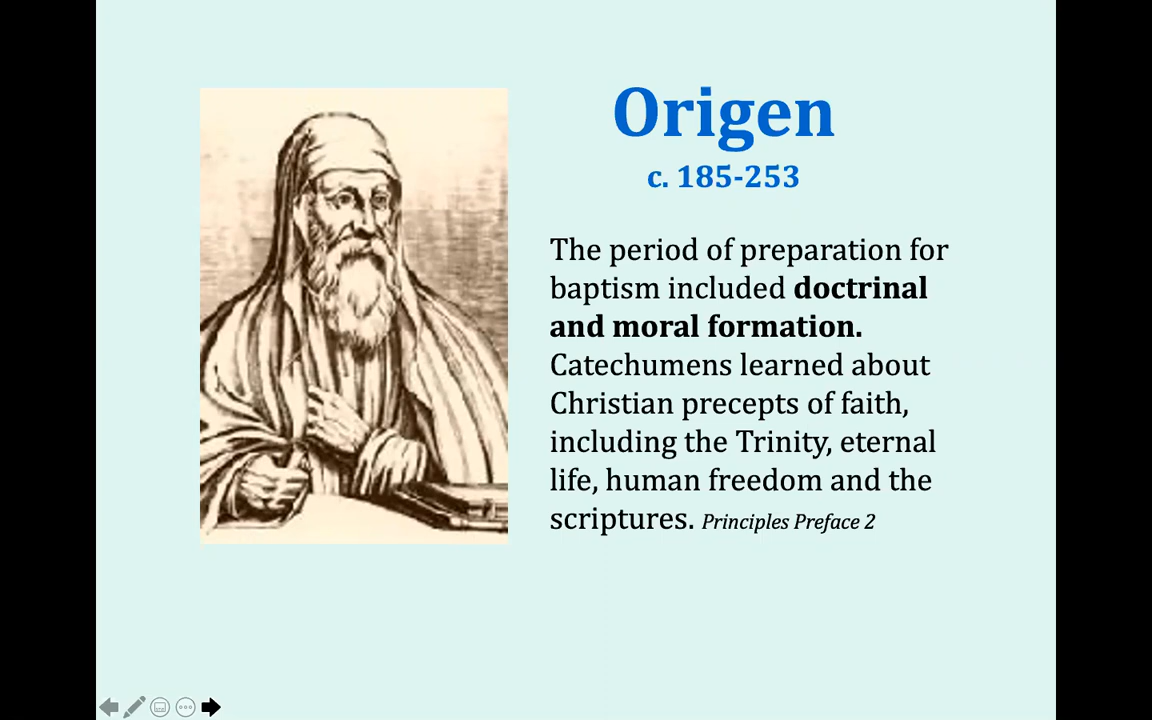 Origen
c. 185-253
The period of preparation for
baptism included doctrinal
and moral formation.
Catechumens learned about
Christian precepts of faith,
including the Trinity, eternal
life, human freedom and the
scriptures. Principles Preface 2